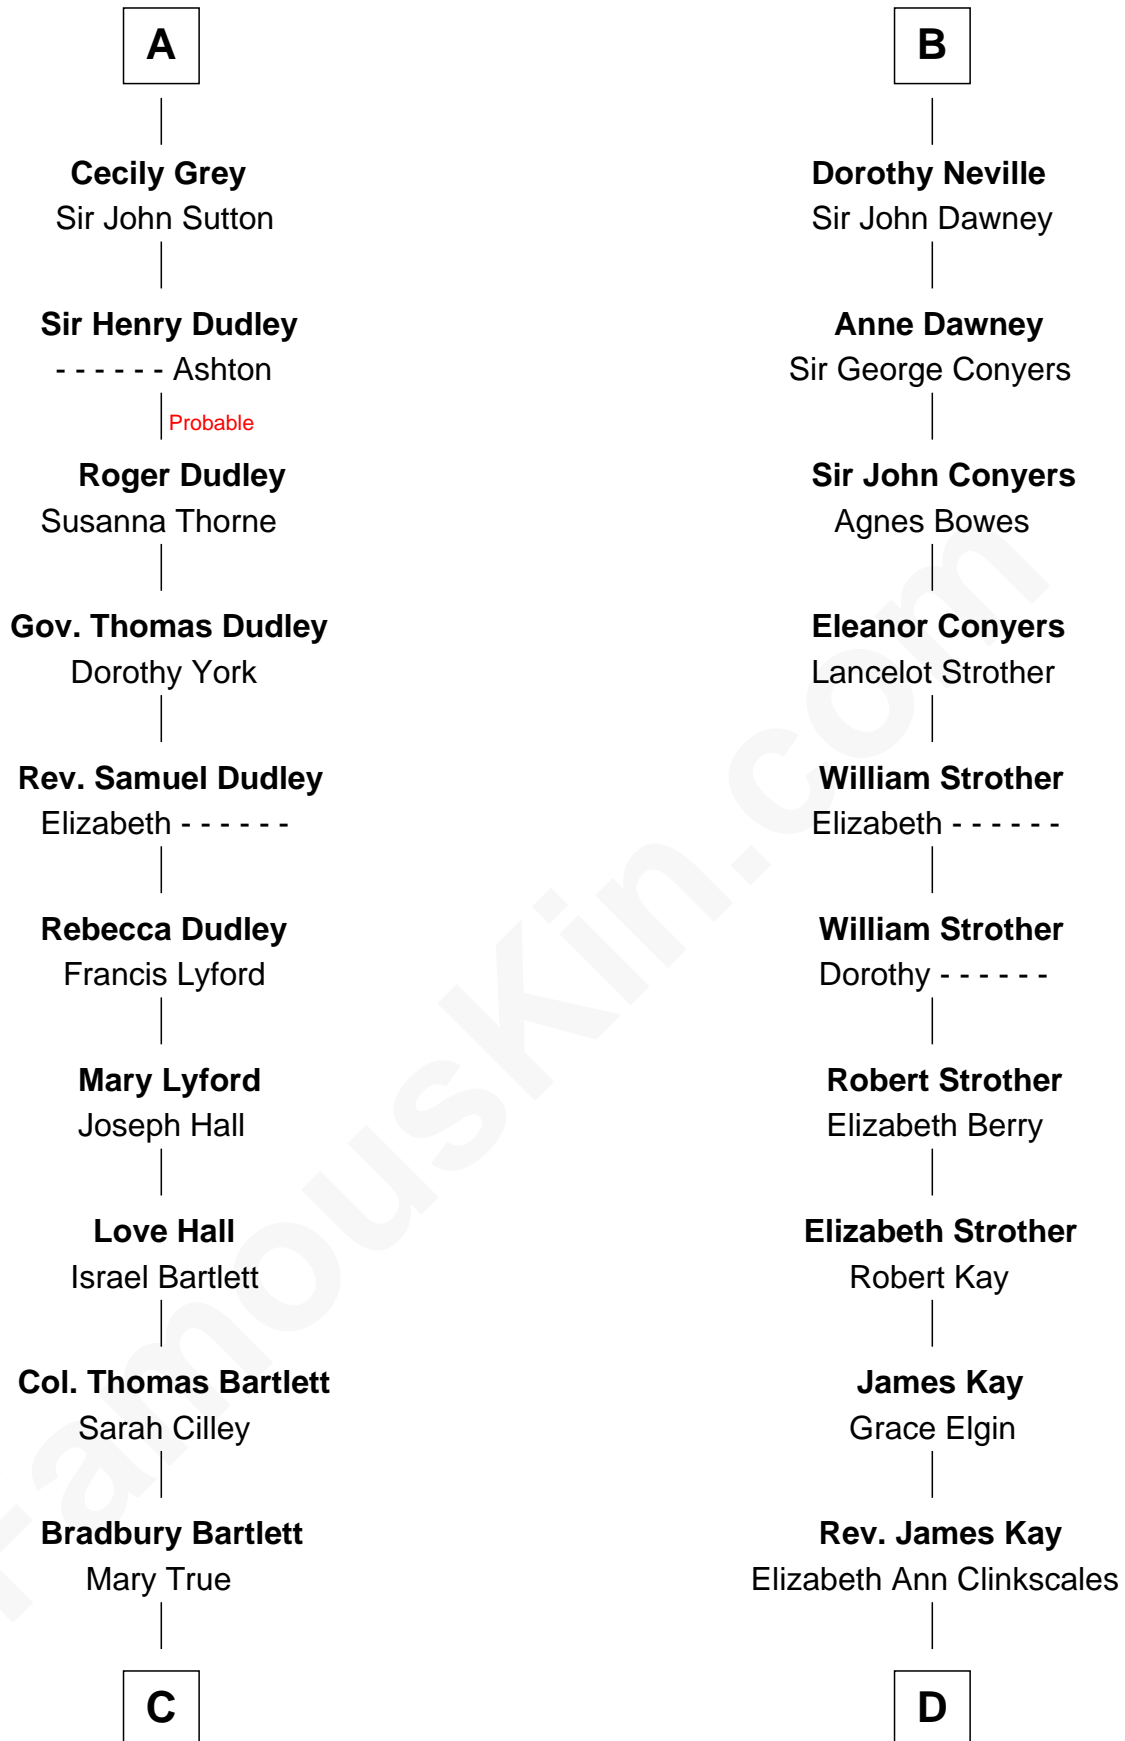 A
Cecily Grey
Sir John Sutton
Sir Henry Dudley
- - - - - - Ashton
Probable
Roger Dudley
Susanna Thorne
Gov. Thomas Dudley
Dorothy York
Rev. Samuel Dudley
Elizabeth - - - - - -
Rebecca Dudley
Francis Lyford
Mary Lyford
Joseph Hall
Love Hall
Israel Bartlett
Col. Thomas Bartlett
Sarah Cilley
Bradbury Bartlett
Mary True
C
B
Dorothy Neville
Sir John Dawney
Anne Dawney
Sir George Conyers
Sir John Conyers
Agnes Bowes
Eleanor Conyers
Lancelot Strother
William Strother
Elizabeth - - - - - -
William Strother
Dorothy - - - - - -
Robert Strother
Elizabeth Berry
Elizabeth Strother
Robert Kay
James Kay
Grace Elgin
Rev. James Kay
Elizabeth Ann Clinkscales
D
FamousKin.com